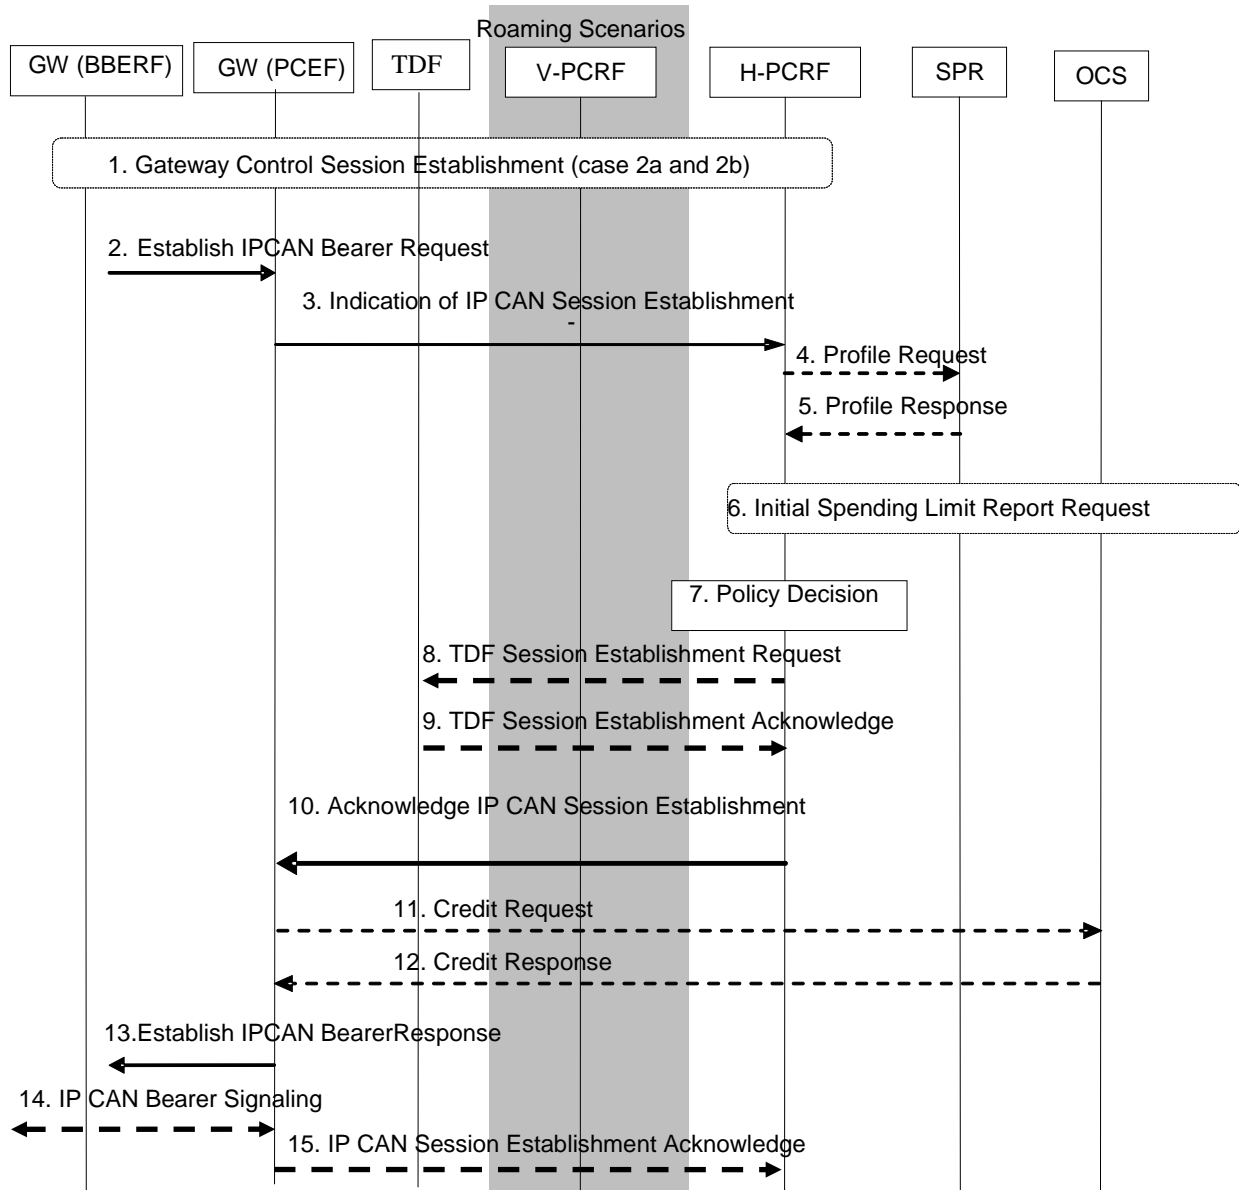 Roaming Scenarios
GW (BBERF)
GW (PCEF)
TDF
V-PCRF
H-PCRF
SPR
OCS
1. Gateway Control Session Establishment (case 2a and 2b)
2. Establish IPCAN Bearer Request
3. Indication of IP CAN Session Establishment
-
4. Profile Request
5. Profile Response
6. Initial Spending Limit Report Request
7. Policy Decision
8. TDF Session Establishment Request
9. TDF Session Establishment Acknowledge
10. Acknowledge IP CAN Session Establishment
11. Credit Request
12. Credit Response
13.Establish IPCAN BearerResponse
14. IP CAN Bearer Signaling
15. IP CAN Session Establishment Acknowledge